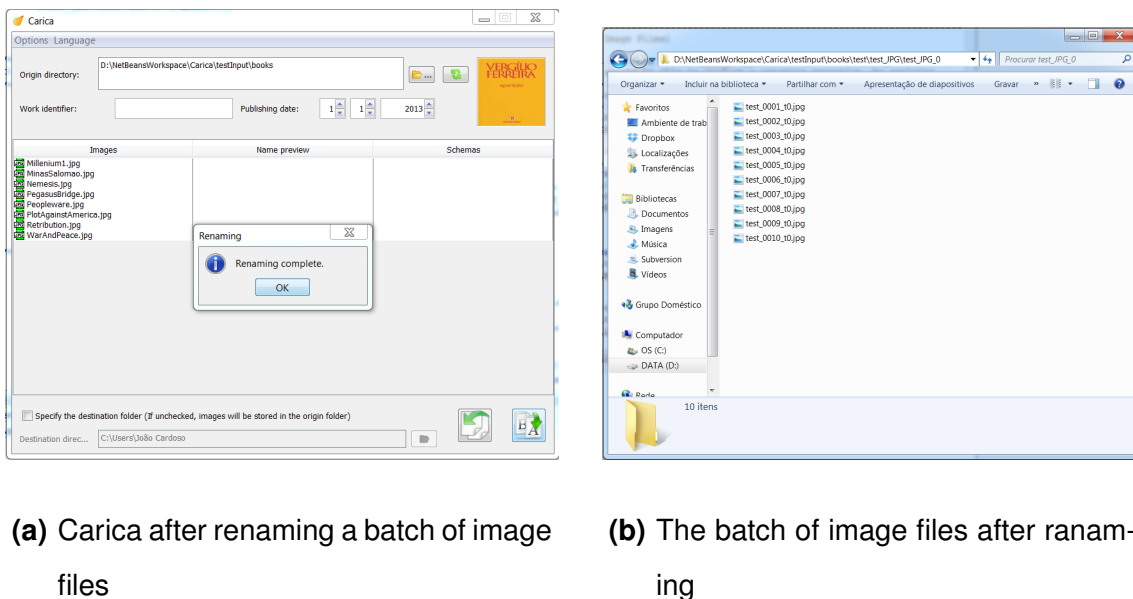 Carica
Options Language
Origin directory:
D:\NetBeansWorkspace\Carica\testInput\books
...
VERGÍLIO
FERREIRA
aparição
Work identifier:
Publishing date:
1
1
2013
Images
Name preview
Schemas
Millenium1.jpg
MinasSalomao.jpg
Nemesis.jpg
PegasusBridge.jpg
Peopleware.jpg
PlotAgainstAmerica.jpg
Retribution.jpg
WarAndPeace.jpg
Renaming
Renaming complete.
OK
Specify the destination folder (If unchecked, images will be stored in the origin folder)
Destination direc...
C:\Users\João Cardoso
(a) Carica after renaming a batch of image
files
D:\NetBeansWorkspace\Carica\testInput\books\test\test_JPG\test_JPG_0
Procurar test_JPG_0
Organizar
Incluir na biblioteca
Partilhar com
Apresentação de diapositivos
Gravar
»
Favoritos
Ambiente de trab
Dropbox
Localizações
Transferências
Bibliotecas
Documentos
Imagens
Música
Subversion
Vídeos
Grupo Doméstico
Computador
OS (C:)
DATA (D:)
Rede
test_0001_t0.jpg
test_0002_t0.jpg
test_0003_t0.jpg
test_0004_t0.jpg
test_0005_t0.jpg
test_0006_t0.jpg
test_0007_t0.jpg
test_0008_t0.jpg
test_0009_t0.jpg
test_0010_t0.jpg
10 itens
(b) The batch of image files after ranam-
ing